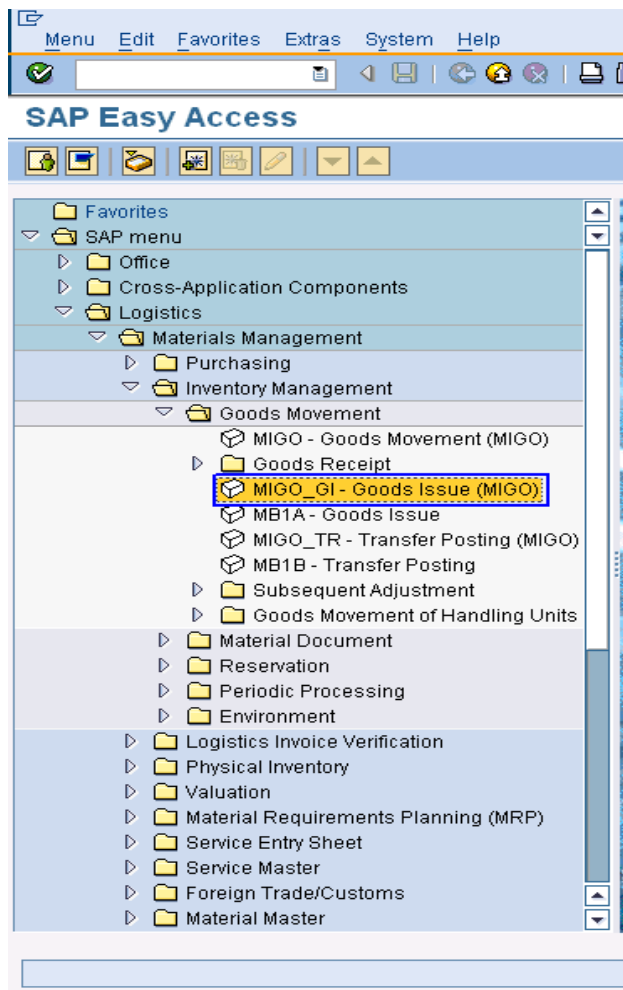 Menu Edit Favorites Extras System Help
SAP Easy Access
Favorites
SAP menu
Office
Cross-Application Components
Logistics
Materials Management
Purchasing
Inventory Management
Goods Movement
MIGO - Goods Movement (MIGO)
Goods Receipt
MIGO_GI - Goods Issue (MIGO)
MB1A - Goods Issue
MIGO_TR - Transfer Posting (MIGO)
MB1B - Transfer Posting
Subsequent Adjustment
Goods Movement of Handling Units
Material Document
Reservation
Periodic Processing
Environment
Logistics Invoice Verification
Physical Inventory
Valuation
Material Requirements Planning (MRP)
Service Entry Sheet
Service Master
Foreign Trade/Customs
Material Master